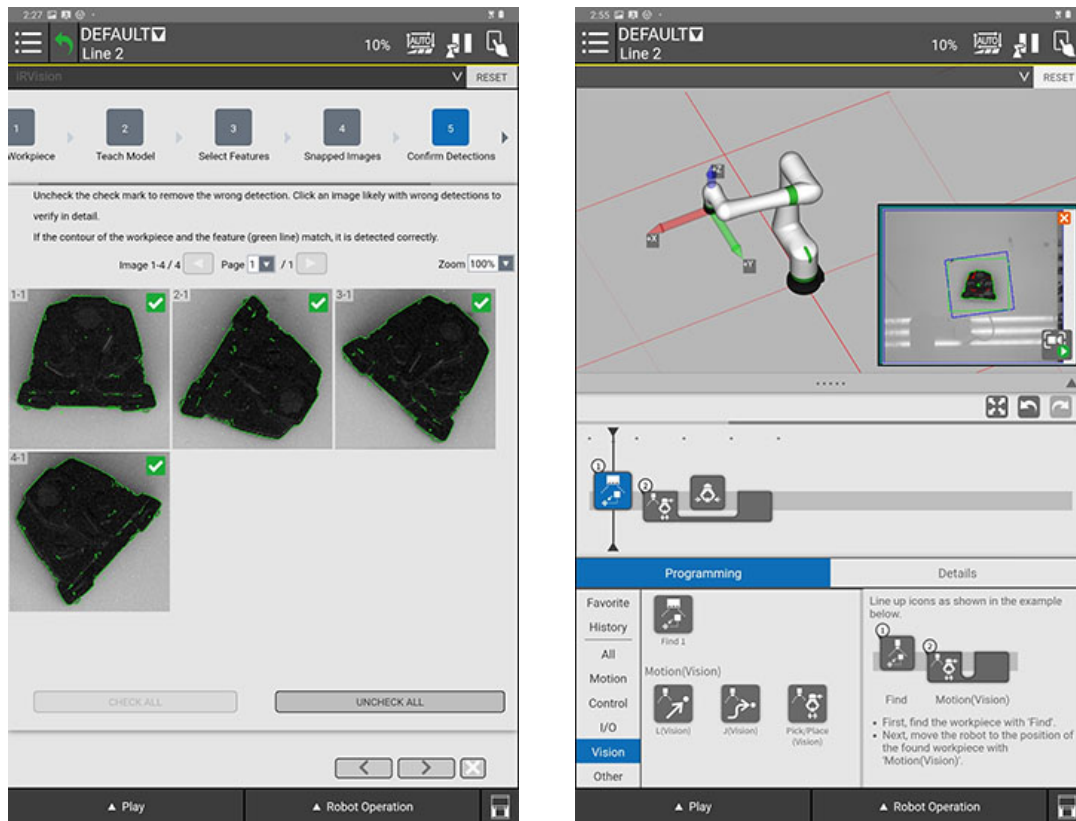 2:27
DEFAULT
Line 2
10%
AUTO
iRVision
RESET
1
2
3
4
5
Workpiece
Teach Model
Select Features
Snapped Images
Confirm Detections
Uncheck the check mark to remove the wrong detection. Click an image likely with wrong detections to
verify in detail.
If the contour of the workpiece and the feature (green line) match, it is detected correctly.
Image 1-4 / 4
Page 1 / 1
Zoom 100%
1-1
2-1
3-1
4-1
CHECK ALL
UNCHECK ALL
Play
Robot Operation
2:55
DEFAULT
Line 2
10%
AUTO
RESET
+Z
+X
+Y
1
2
Programming
Details
Favorite
History
All
Motion
Control
I/O
Vision
Other
Find 1
Motion(Vision)
L(Vision)
J(Vision)
Pick/Place
(Vision)
Line up icons as shown in the example
below.
1
2
Find
Motion(Vision)
• First, find the workpiece with 'Find'.
• Next, move the robot to the position of
the found workpiece with
'Motion(Vision)'.
Play
Robot Operation